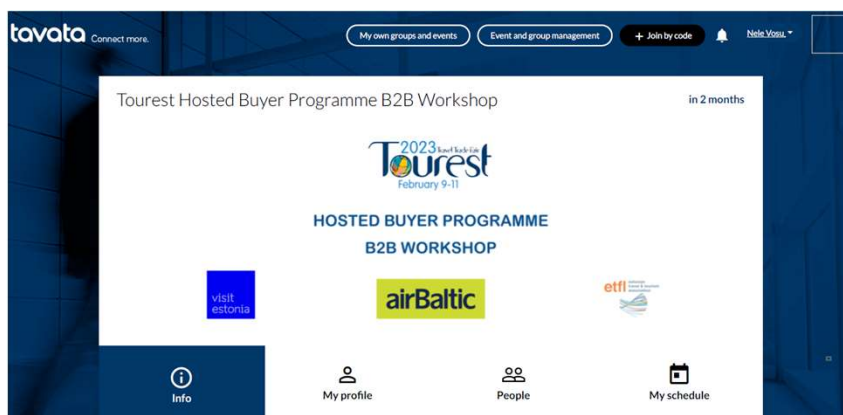 tavata Connect more.
My own groups and events
Event and group management
+ Join by code
Nele Vosu
Tourest Hosted Buyer Programme B2B Workshop
in 2 months
2023 Travel Trade Fair
Tourest
February 9-11
HOSTED BUYER PROGRAMME
B2B WORKSHOP
visit
estonia
airBaltic
etfl
Info
My profile
People
My schedule